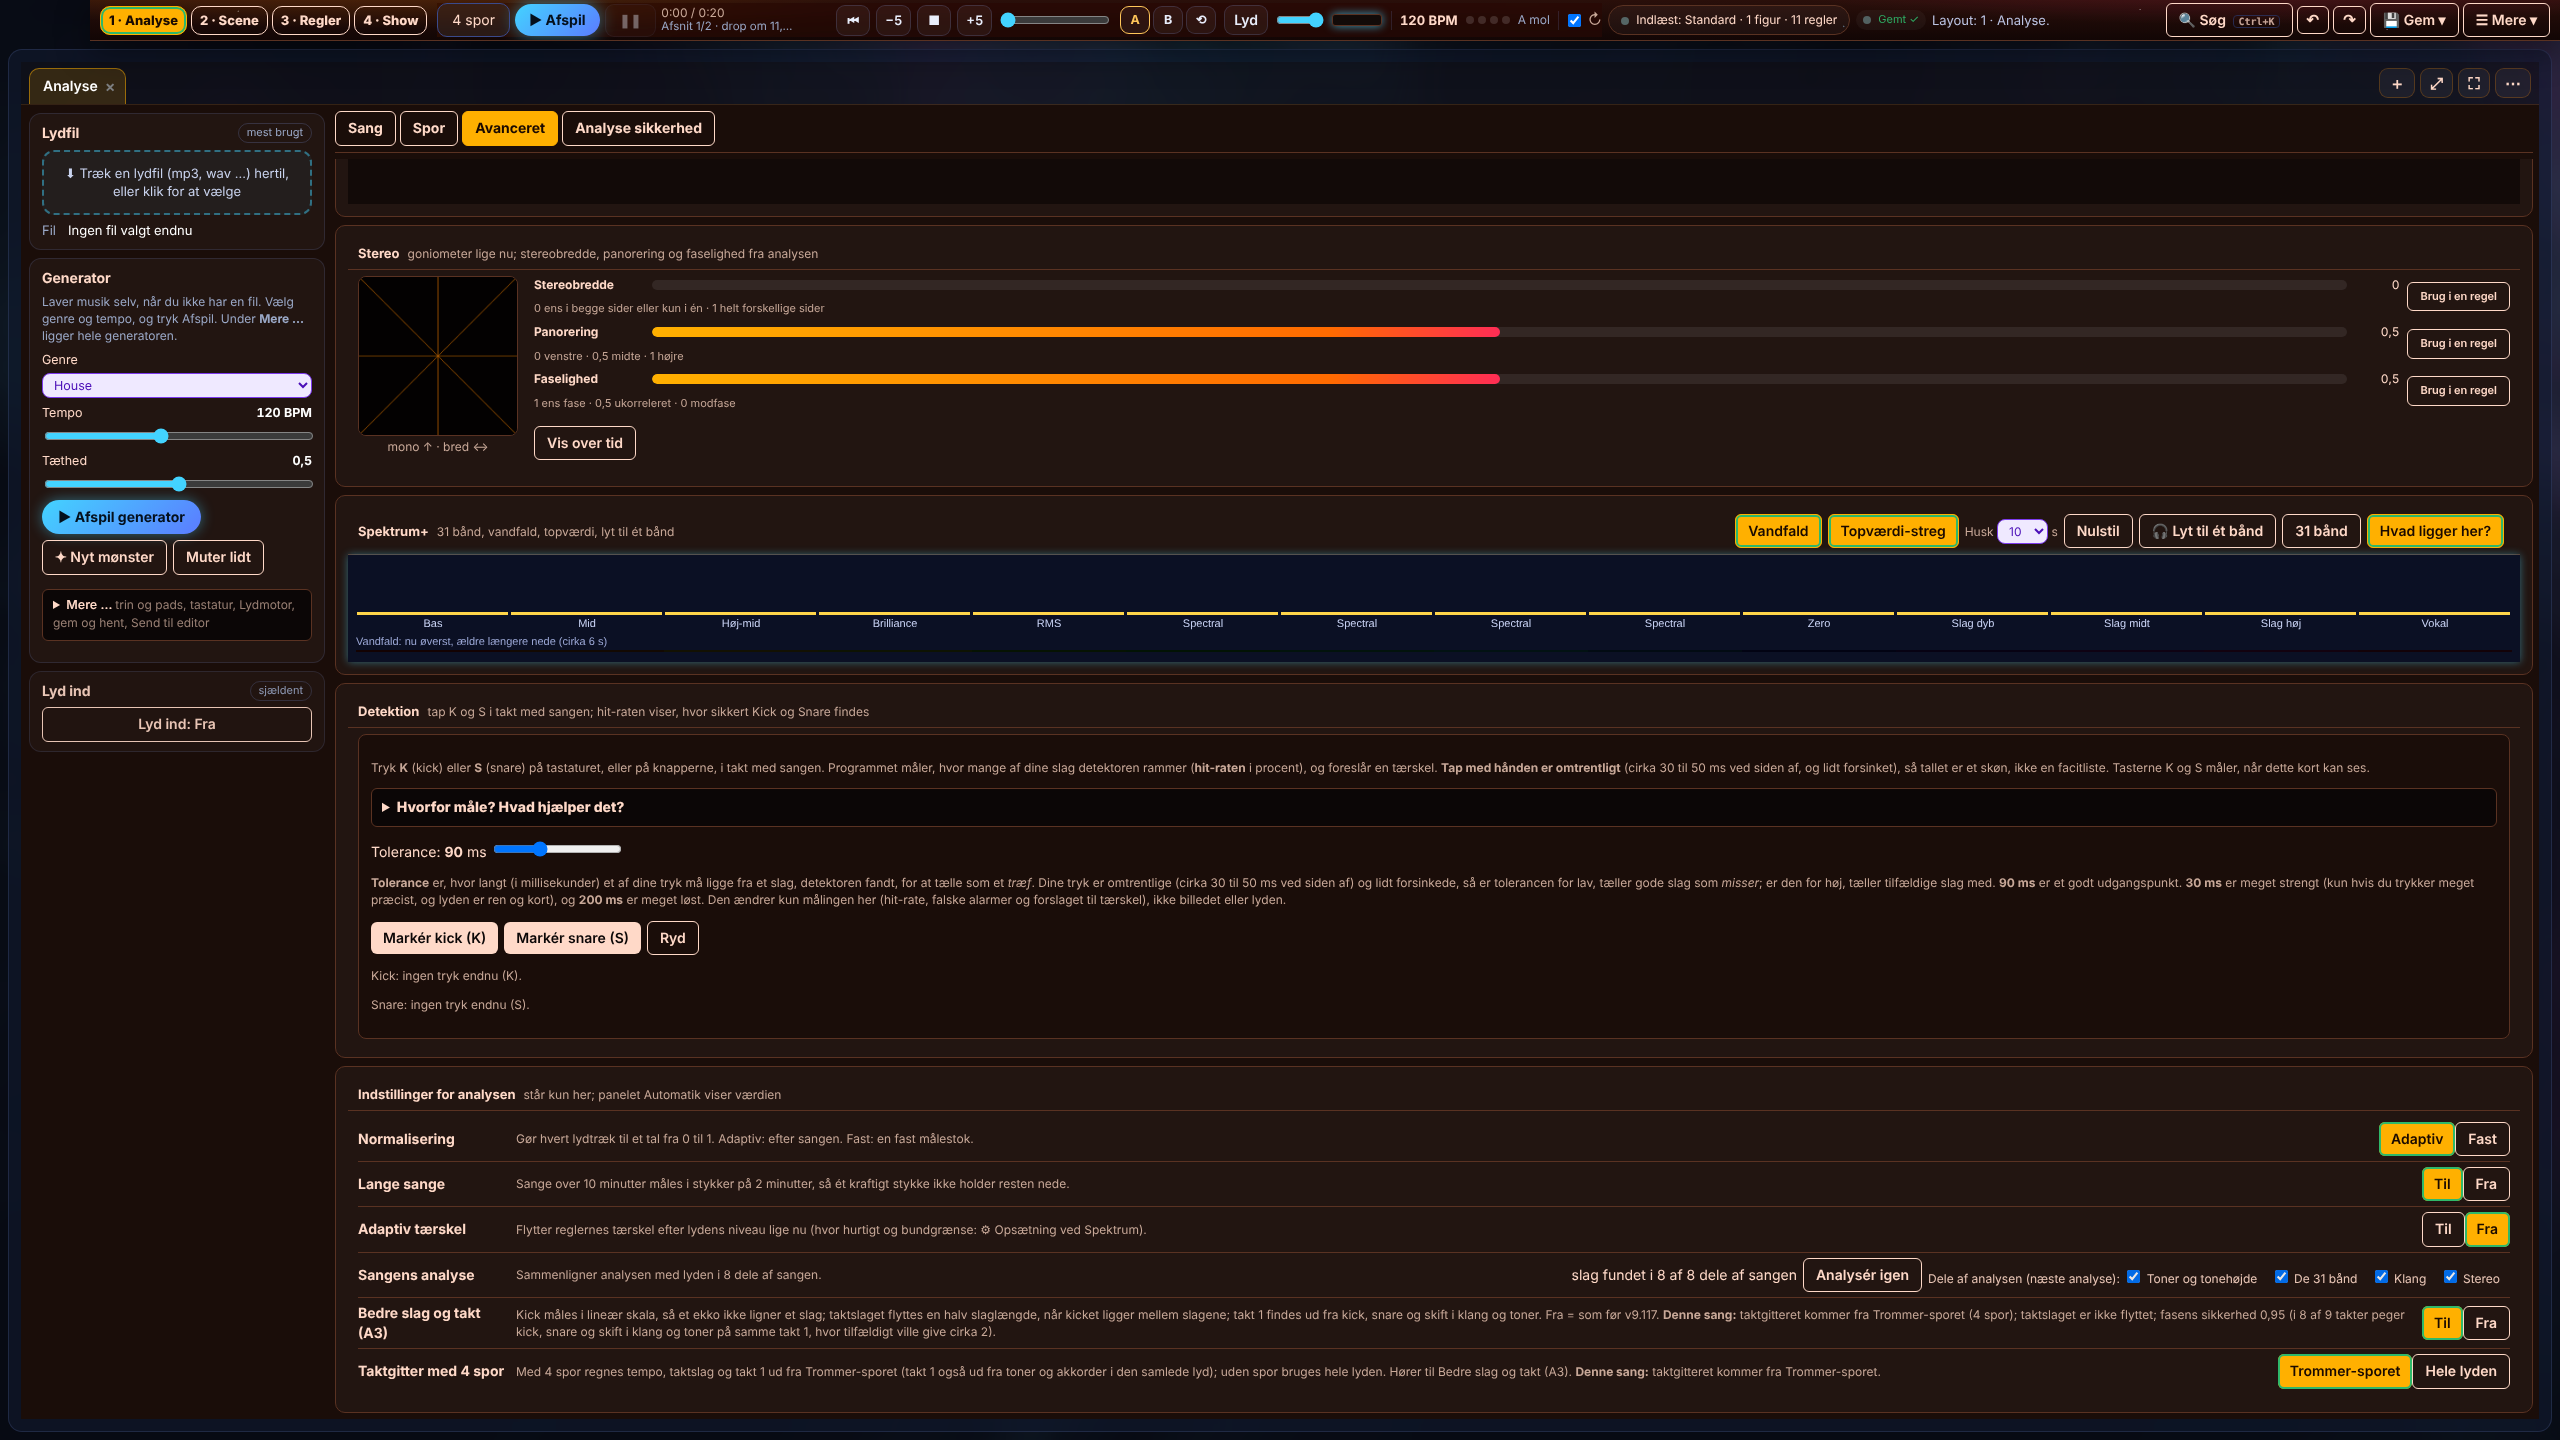 1 · Analyse 2 · Scene 3 · Regler 4 · Show 4 spor ▶ Afspil ❚❚ 0:00 / 0:20 ⏮ −5 ■ +5 A B ⟲ Lyd 120 BPM A mol ↻ Indlæst: Standard · 1 figur · 11 regler Gemt ✓ Layout: 1 · Analyse. 🔍 Søg Ctrl+K ↶ ↷ 💾 Gem ▾ ☰ Mere ▾
Afsnit 1/2 · drop om 11,...
Analyse ×
+ ⤢ ⛶ ⋯
Lydfil mest brugt
⬇ Træk en lydfil (mp3, wav ...) hertil,
eller klik for at vælge
Fil Ingen fil valgt endnu
Generator
Laver musik selv, når du ikke har en fil. Vælg
genre og tempo, og tryk Afspil. Under Mere ...
ligger hele generatoren.
Genre
House
Tempo 120 BPM
Tæthed 0,5
▶ Afspil generator
✦ Nyt mønster Muter lidt
▶ Mere ... trin og pads, tastatur, Lydmotor,
gem og hent, Send til editor
Lyd ind sjældent
Lyd ind: Fra
Sang Spor Avanceret Analyse sikkerhed
Stereo goniometer lige nu; stereobredde, panorering og faselighed fra analysen
Stereobredde 0 Brug i en regel
0 ens i begge sider eller kun i én · 1 helt forskellige sider
Panorering 0,5 Brug i en regel
0 venstre · 0,5 midte · 1 højre
Faselighed 0,5 Brug i en regel
1 ens fase · 0,5 ukorreleret · 0 modfase
mono ↑ · bred ↔
Vis over tid
Spektrum+ 31 bånd, vandfald, topværdi, lyt til ét bånd Vandfald Topværdi-streg Husk 10 s Nulstil 🎧 Lyt til ét bånd 31 bånd Hvad ligger her?
Bas Mid Høj-mid Brilliance RMS Spectral Spectral Spectral Spectral Zero Slag dyb Slag midt Slag høj Vokal
Vandfald: nu øverst, ældre længere nede (cirka 6 s)
Detektion tap K og S i takt med sangen; hit-raten viser, hvor sikkert Kick og Snare findes
Tryk K (kick) eller S (snare) på tastaturet, eller på knapperne, i takt med sangen. Programmet måler, hvor mange af dine slag detektoren rammer (hit-raten i procent), og foreslår en tærskel. Tap med hånden er omtrentligt (cirka 30 til 50 ms ved siden af, og lidt forsinket), så tallet er et skøn, ikke en facitliste. Tasterne K og S måler, når dette kort kan ses.
▶ Hvorfor måle? Hvad hjælper det?
Tolerance: 90 ms
Tolerance er, hvor langt (i millisekunder) et af dine tryk må ligge fra et slag, detektoren fandt, for at tælle som et træf. Dine tryk er omtrentlige (cirka 30 til 50 ms ved siden af) og lidt forsinkede, så er tolerancen for lav, tæller gode slag som misser; er den for høj, tæller tilfældige slag med. 90 ms er et godt udgangspunkt. 30 ms er meget strengt (kun hvis du trykker meget
præcist, og lyden er ren og kort), og 200 ms er meget løst. Den ændrer kun målingen her (hit-rate, falske alarmer og forslaget til tærskel), ikke billedet eller lyden.
Markér kick (K) Markér snare (S) Ryd
Kick: ingen tryk endnu (K).
Snare: ingen tryk endnu (S).
Indstillinger for analysen står kun her; panelet Automatik viser værdien
Normalisering Gør hvert lydtræk til et tal fra 0 til 1. Adaptiv: efter sangen. Fast: en fast målestok. Adaptiv Fast
Lange sange Sange over 10 minutter måles i stykker på 2 minutter, så ét kraftigt stykke ikke holder resten nede. Til Fra
Adaptiv tærskel Flytter reglernes tærskel efter lydens niveau lige nu (hvor hurtigt og bundgrænse: ⚙ Opsætning ved Spektrum). Til Fra
Sangens analyse Sammenligner analysen med lyden i 8 dele af sangen. slag fundet i 8 af 8 dele af sangen Analysér igen Dele af analysen (næste analyse): Toner og tonehøjde De 31 bånd Klang Stereo
Bedre slag og takt (A3) Kick måles i lineær skala, så et ekko ikke ligner et slag; taktslaget flyttes en halv slaglængde, når kicket ligger mellem slagene; takt 1 findes ud fra kick, snare og skift i klang og toner. Fra = som før v9.117. Denne sang: taktgitteret kommer fra Trommer-sporet (4 spor); taktslaget er ikke flyttet; fasens sikkerhed 0,95 (i 8 af 9 takter peger
kick, snare og skift i klang og toner på samme takt 1, hvor tilfældigt ville give cirka 2). Til Fra
Taktgitter med 4 spor Med 4 spor regnes tempo, taktslag og takt 1 ud fra Trommer-sporet (takt 1 også ud fra toner og akkorder i den samlede lyd); uden spor bruges hele lyden. Hører til Bedre slag og takt (A3). Denne sang: taktgitteret kommer fra Trommer-sporet. Trommer-sporet Hele lyden